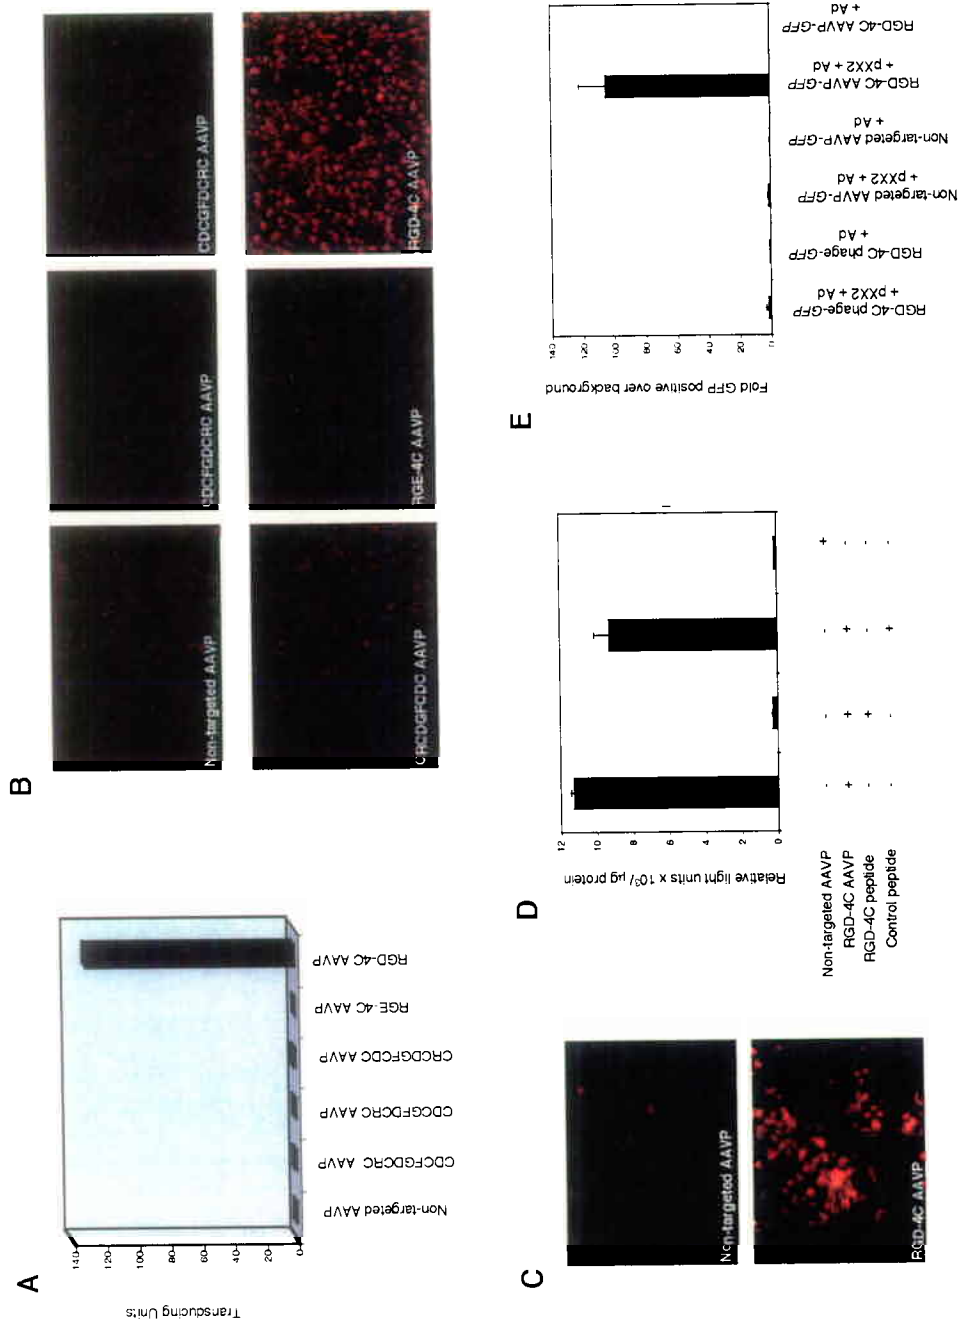 A
Transducing Units
140
120
100
80
60
40
20
0
Non-targeted AAVP
CDCFGDCRC AAVP
CDCGFDCRC AAVP
CRCDGFCDC AAVP
RGE-4C AAVP
RGD-4C AAVP
B
Non-targeted AAVP
CDCFGDCRC AAVP
CDCGFDCRC AAVP
CRCDGFCDC AAVP
RGE-4C AAVP
RGD-4C AAVP
C
Non-targeted AAVP
RGD-4C AAVP
D
Relative light units x 10³/ µg protein
12
10
8
6
4
2
0
Non-targeted AAVP - - - +
RGD-4C AAVP + + + -
RGD-4C peptide - + - -
Control peptide - - + -
E
Fold GFP positive over background
140
120
100
80
60
40
20
0
RGD-4C phage-GFP
+ pXX2 + Ad
RGD-4C phage-GFP
+ Ad
Non-targeted AAVP-GFP
+ pXX2 + Ad
Non-targeted AAVP-GFP
+ Ad
RGD-4C AAVP-GFP
+ pXX2 + Ad
RGD-4C AAVP-GFP
+ Ad